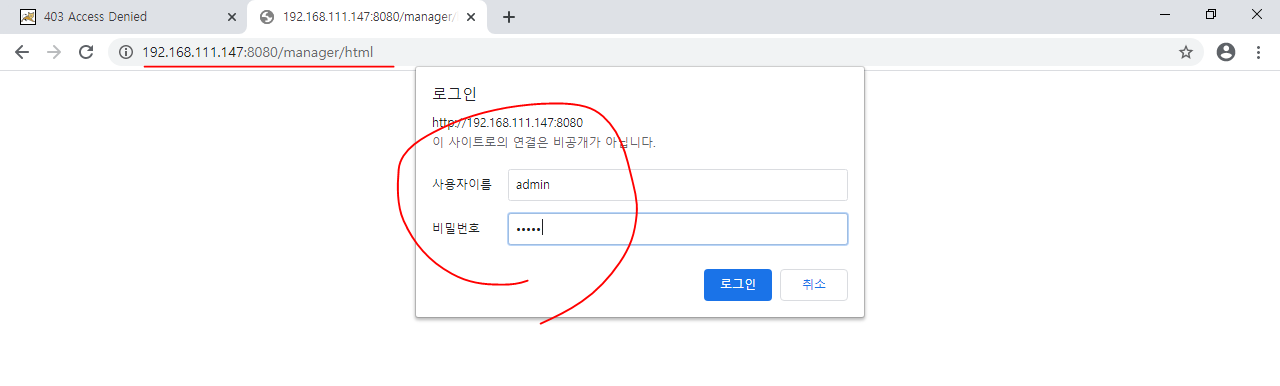 403 Access Denied
192.168.111.147:8080/manager/
192.168.111.147:8080/manager/html
로그인
http://192.168.111.147:8080
이 사이트로의 연결은 비공개가 아닙니다.
사용자이름 admin
비밀번호 •••••
로그인 취소